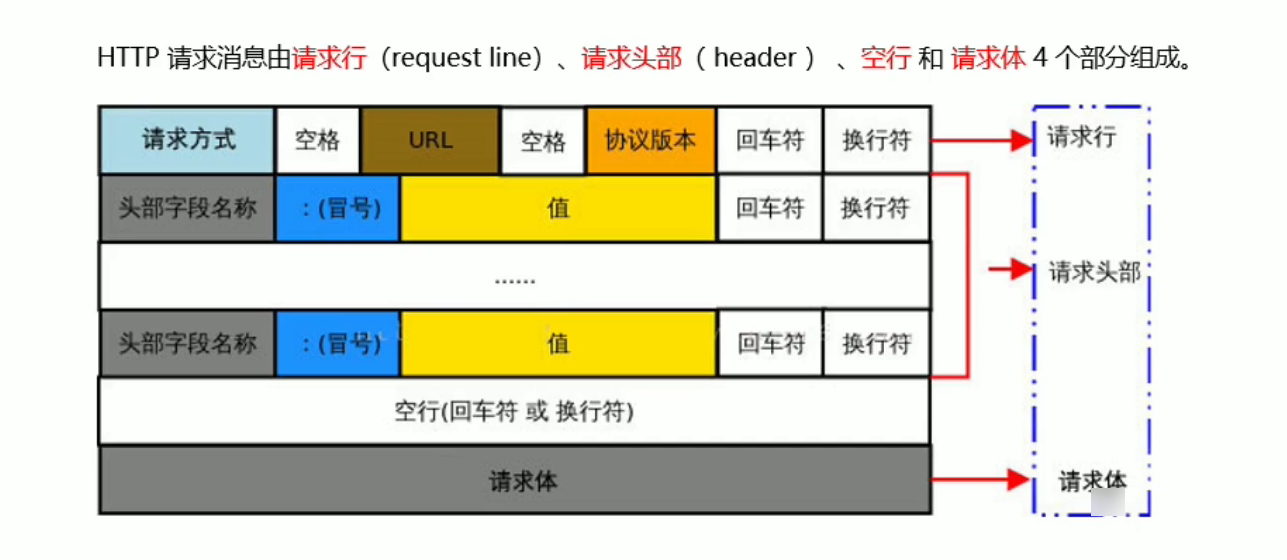 HTTP 请求消息由请求行（request line）、请求头部（ header ） 、空行 和 请求体 4 个部分组成。
请求方式 空格 URL 空格 协议版本 回车符 换行符 请求行
头部字段名称 ：(冒号) 值 回车符 换行符
...... 请求头部
头部字段名称 ：(冒号) 值 回车符 换行符
空行(回车符 或 换行符)
请求体 请求体